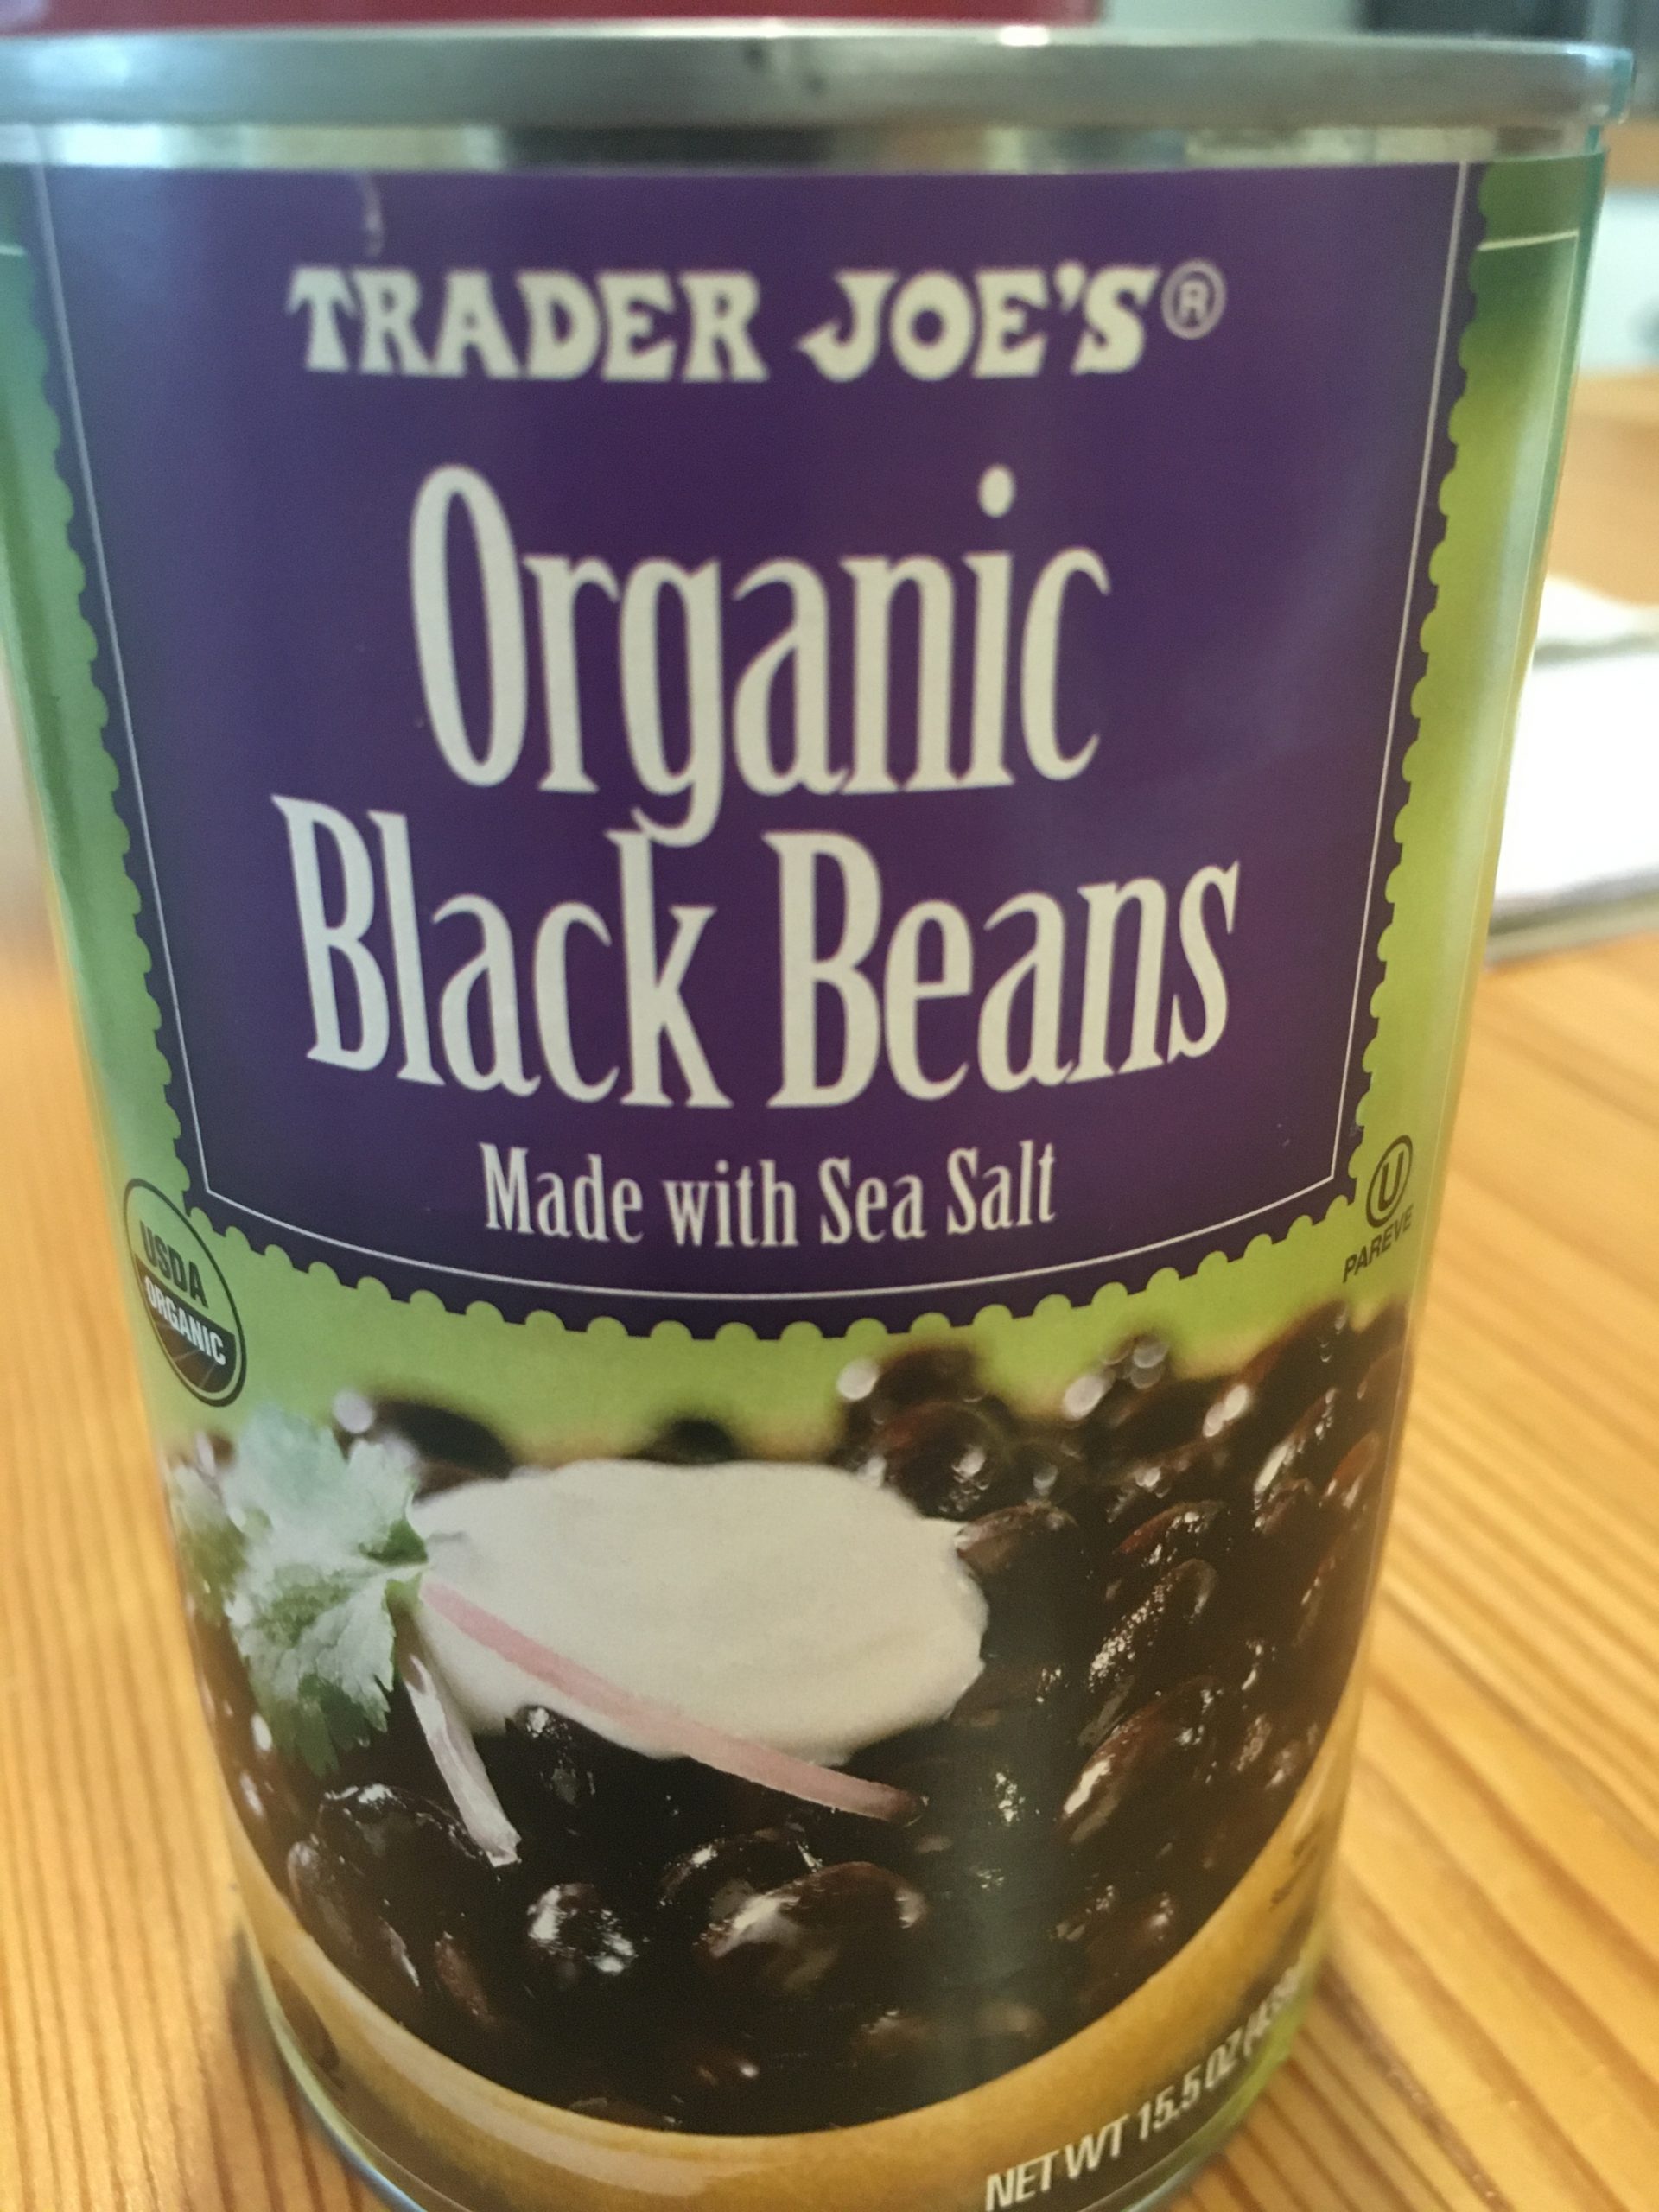 TRADER JOE'S®
Organic
Black Beans
Made with Sea Salt
USDA
ORGANIC
U
PAREVE
NET WT 15.5 OZ